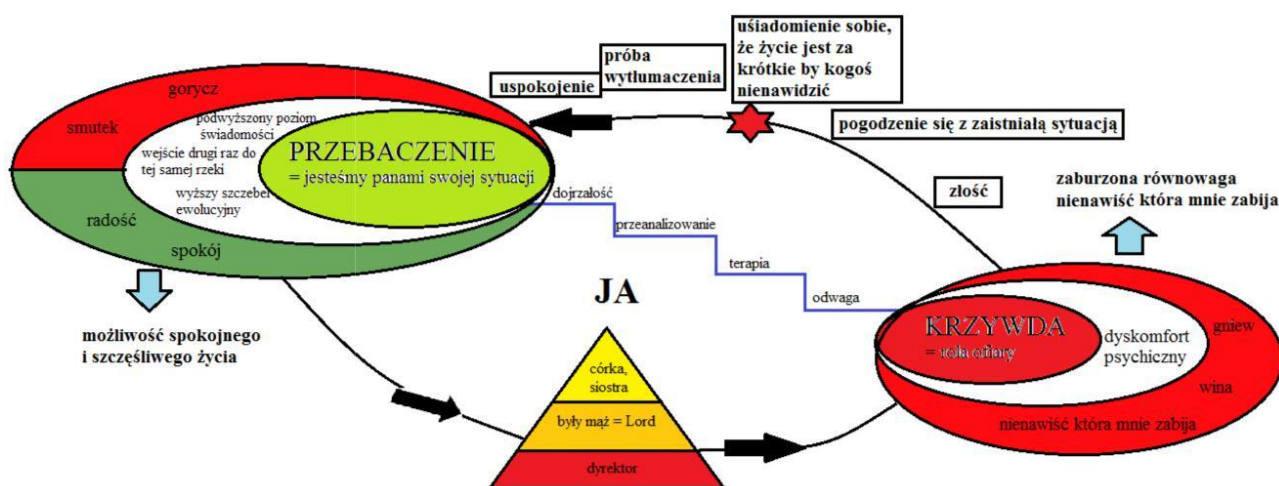 uśiadomienie sobie,
że życie jest za
krótkie by kogoś
nienawidzić
próba
wytłumaczenia
uspokojenie
pogodzenie się z zaistniałą sytuacją
złość
zaburzona równowaga
nienawiść która mnie zabija
gorycz
smutek
podwyższony poziom
świadomości
wejście drugi raz do
tej samej rzeki
wyższy szczebel
ewolucyjny
PRZEBACZENIE
= jesteśmy panami swojej sytuacji
radość
spokój
dojrzałość
przeanalizowanie
terapia
odwaga
możliwość spokojnego
i szczęśliwego życia
JA
córka,
siostra
były mąż = Lord
dyrektor
KRZYWDA
= rola ofiary
dyskomfort
psychiczny
gniew
wina
nienawiść która mnie zabija